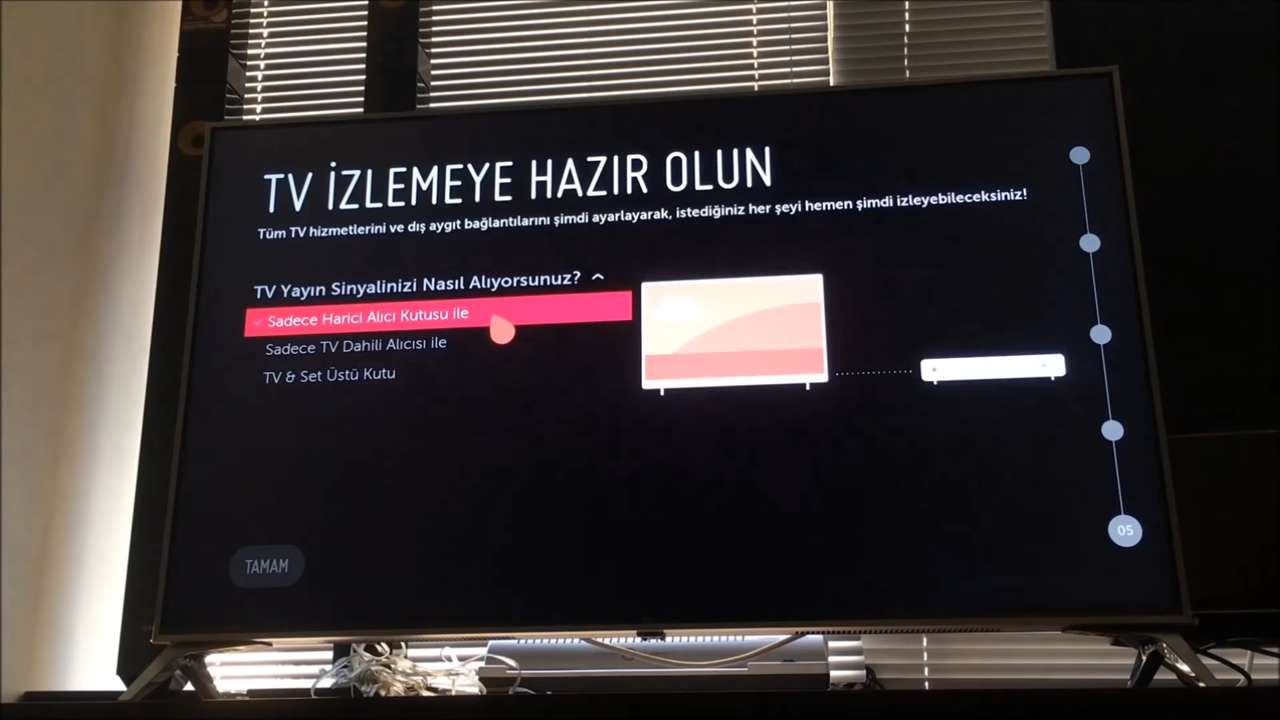 TV İZLEMEYE HAZIR OLUN
Tüm TV hizmetlerini ve dış aygıt bağlantılarını şimdi ayarlayarak, istediğiniz her şeyi hemen şimdi izleyebileceksiniz!
TV Yayın Sinyalinizi Nasıl Alıyorsunuz?
Sadece Harici Alıcı Kutusu ile
Sadece TV Dahili Alıcısı ile
TV & Set Üstü Kutu
05
TAMAM